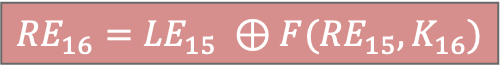 RE₁₆ = LE₁₅ ⊕ F(RE₁₅, K₁₆)